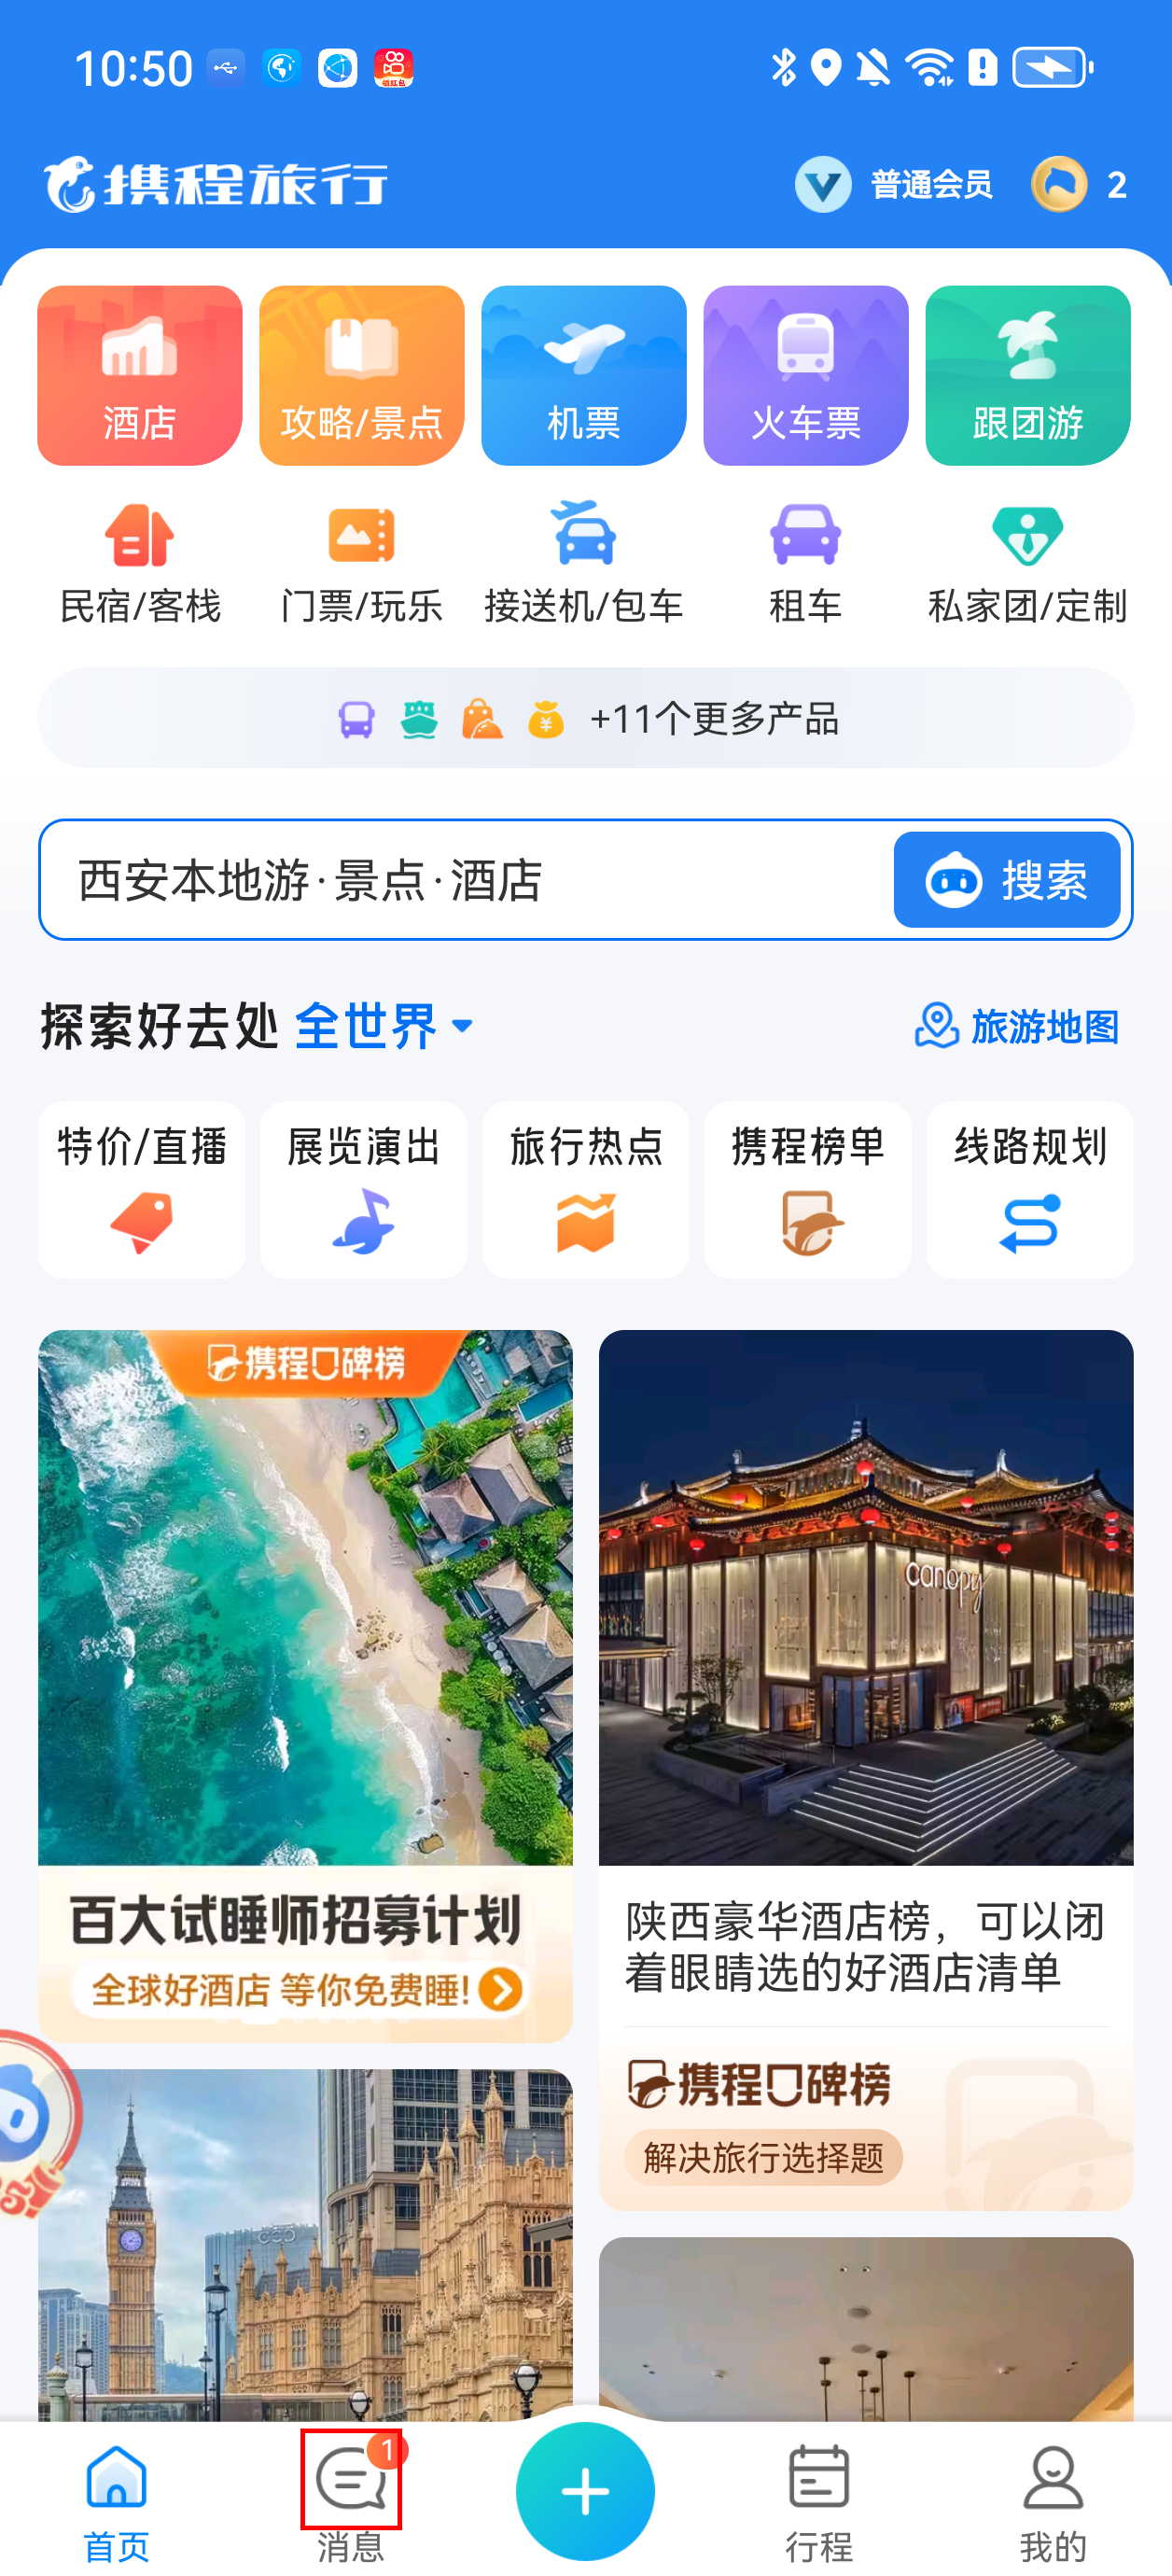 10:50
领红包
携程旅行
普通会员
2
酒店
攻略/景点
机票
火车票
跟团游
民宿/客栈
门票/玩乐
接送机/包车
租车
私家团/定制
+11个更多产品
西安本地游·景点·酒店
搜索
探索好去处 全世界
旅游地图
特价/直播
展览演出
旅行热点
携程榜单
线路规划
携程口碑榜
百大试睡师招募计划
全球好酒店 等你免费睡!
canopy
陕西豪华酒店榜，可以闭
着眼睛选的好酒店清单
携程口碑榜
解决旅行选择题
1
首页
消息
行程
我的